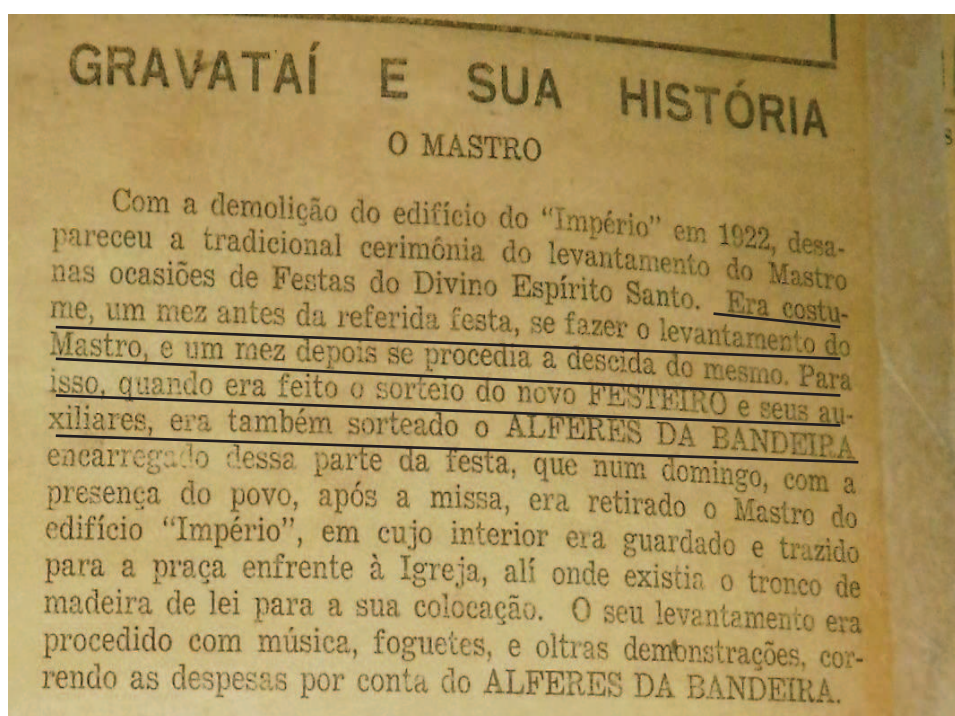 GRAVATAÍ E SUA HISTÓRIA
O MASTRO
Com a demolição do edifício do "Império" em 1922, desa-
pareceu a tradicional cerimónia do levantamento do Mastro
nas ocasiões de Festas do Divino Espírito Santo. Era costu-
me, um mez antes da referida festa, se fazer o levantamento do
Mastro, e um mez depois se procedia a descida do mesmo. Para
isso, quando era feito o sorteio do novo FESTEIRO e seus au-
xiliares, era também sorteado o ALFERES DA BANDEIRA
encarregado dessa parte da festa, que num domingo, com a
presença do povo, após a missa, era retirado o Mastro do
edifício "Império", em cujo interior era guardado e trazido
para a praça enfrente à Igreja, alí onde existia o tronco de
madeira de lei para a sua colocação. O seu levantamento era
procedido com música, foguetes, e oltras demonstrações, cor-
rendo as despesas por conta do ALFERES DA BANDEIRA.